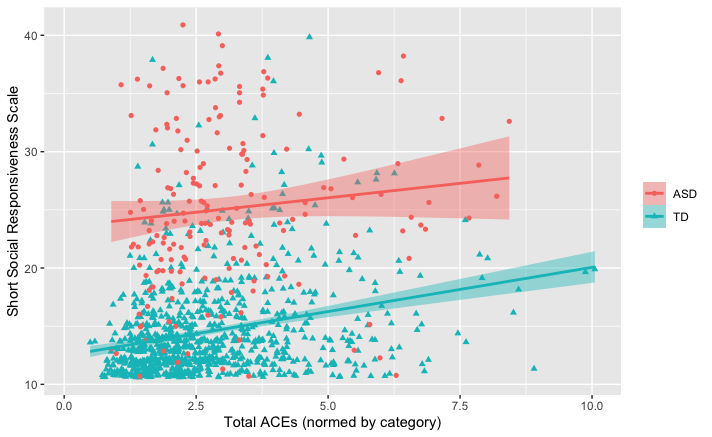 40
30
20
10
Short Social Responsiveness Scale
0.0 2.5 5.0 7.5 10.0
Total ACEs (normed by category)
ASD
TD